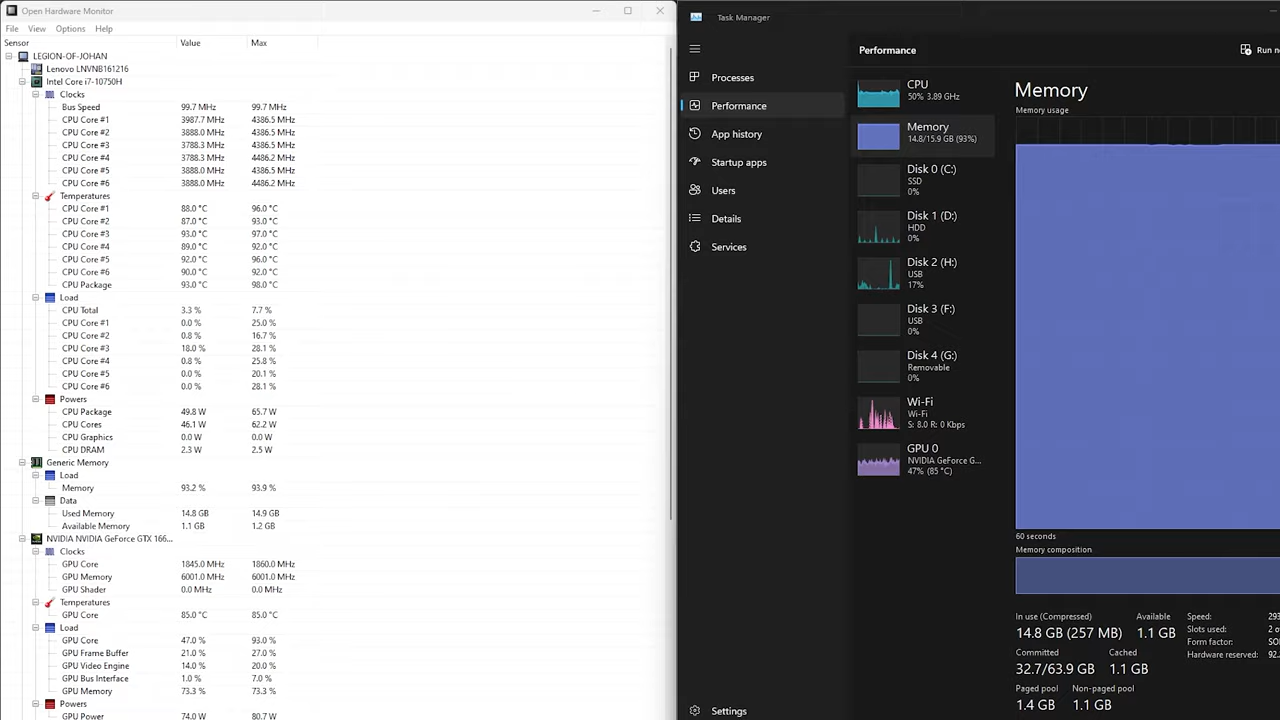 Open Hardware Monitor
File View Options Help
Sensor Value Max
LEGION-OF-JOHAN
Lenovo LNVNB161216
Intel Core i7-10750H
Clocks
Bus Speed 99.7 MHz 99.7 MHz
CPU Core #1 3987.7 MHz 4386.5 MHz
CPU Core #2 3888.0 MHz 4386.5 MHz
CPU Core #3 3788.3 MHz 4386.5 MHz
CPU Core #4 3788.3 MHz 4486.2 MHz
CPU Core #5 3888.0 MHz 4386.5 MHz
CPU Core #6 3888.0 MHz 4486.2 MHz
Temperatures
CPU Core #1 88.0 °C 96.0 °C
CPU Core #2 87.0 °C 93.0 °C
CPU Core #3 93.0 °C 97.0 °C
CPU Core #4 89.0 °C 92.0 °C
CPU Core #5 92.0 °C 96.0 °C
CPU Core #6 90.0 °C 92.0 °C
CPU Package 93.0 °C 98.0 °C
Load
CPU Total 3.3 % 7.7 %
CPU Core #1 0.0 % 25.0 %
CPU Core #2 0.8 % 16.7 %
CPU Core #3 18.0 % 28.1 %
CPU Core #4 0.8 % 25.8 %
CPU Core #5 0.0 % 20.1 %
CPU Core #6 0.0 % 28.1 %
Powers
CPU Package 49.8 W 65.7 W
CPU Cores 46.1 W 62.2 W
CPU Graphics 0.0 W 0.0 W
CPU DRAM 2.3 W 2.5 W
Generic Memory
Load
Memory 93.2 % 93.9 %
Data
Used Memory 14.8 GB 14.9 GB
Available Memory 1.1 GB 1.2 GB
NVIDIA NVIDIA GeForce GTX 166...
Clocks
GPU Core 1845.0 MHz 1860.0 MHz
GPU Memory 6001.0 MHz 6001.0 MHz
GPU Shader 0.0 MHz 0.0 MHz
Temperatures
GPU Core 85.0 °C 85.0 °C
Load
GPU Core 47.0 % 93.0 %
GPU Frame Buffer 21.0 % 27.0 %
GPU Video Engine 14.0 % 20.0 %
GPU Bus Interface 1.0 % 7.0 %
GPU Memory 73.3 % 73.3 %
Powers
GPU Power 74.0 W 80.7 W
Task Manager
Processes
Performance
App history
Startup apps
Users
Details
Services
Settings
Performance
Run ne
CPU
50% 3.89 GHz
Memory
14.8/15.9 GB (93%)
Disk 0 (C:)
SSD
0%
Disk 1 (D:)
HDD
0%
Disk 2 (H:)
USB
17%
Disk 3 (F:)
USB
0%
Disk 4 (G:)
Removable
0%
Wi-Fi
Wi-Fi
S: 8.0 R: 0 Kbps
GPU 0
NVIDIA GeForce G...
47% (85 °C)
Memory
Memory usage
60 seconds
Memory composition
In use (Compressed) Available
14.8 GB (257 MB) 1.1 GB
Committed Cached
32.7/63.9 GB 1.1 GB
Paged pool Non-paged pool
1.4 GB 1.1 GB
Speed: 293
Slots used: 2 o
Form factor: SO
Hardware reserved: 92.